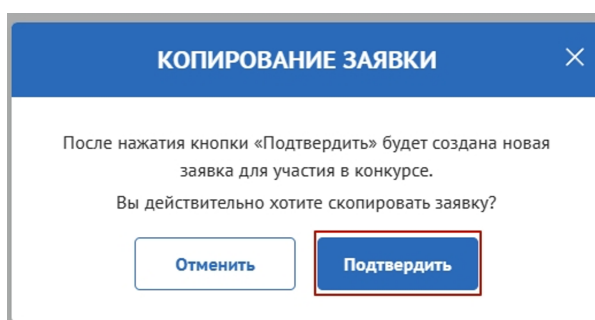 КОПИРОВАНИЕ ЗАЯВКИ
После нажатия кнопки «Подтвердить» будет создана новая
заявка для участия в конкурсе.
Вы действительно хотите скопировать заявку?
Отменить
Подтвердить